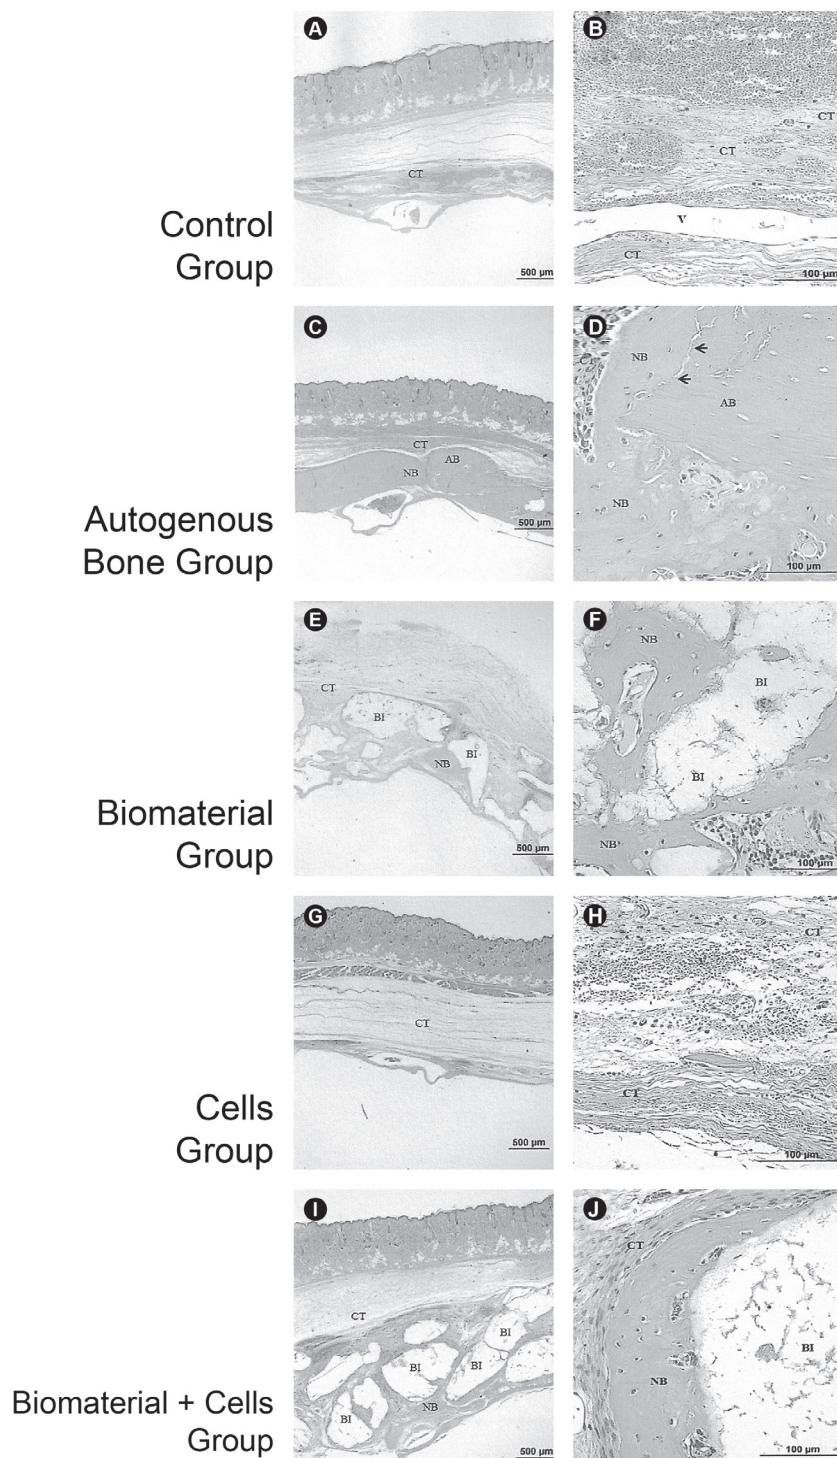 A
CT
500 µm
B
CT
CT
V
CT
100 µm
Control
Group
C
CT
NB
AB
500 µm
D
CT
NB
AB
NB
100 µm
Autogenous
Bone Group
E
CT
BI
BI
NB
500 µm
F
NB
BI
BI
NB
100 µm
Biomaterial
Group
G
CT
500 µm
H
CT
CT
100 µm
Cells
Group
I
CT
BI
BI
BI
BI
NB
500 µm
J
CT
BI
NB
100 µm
Biomaterial + Cells
Group